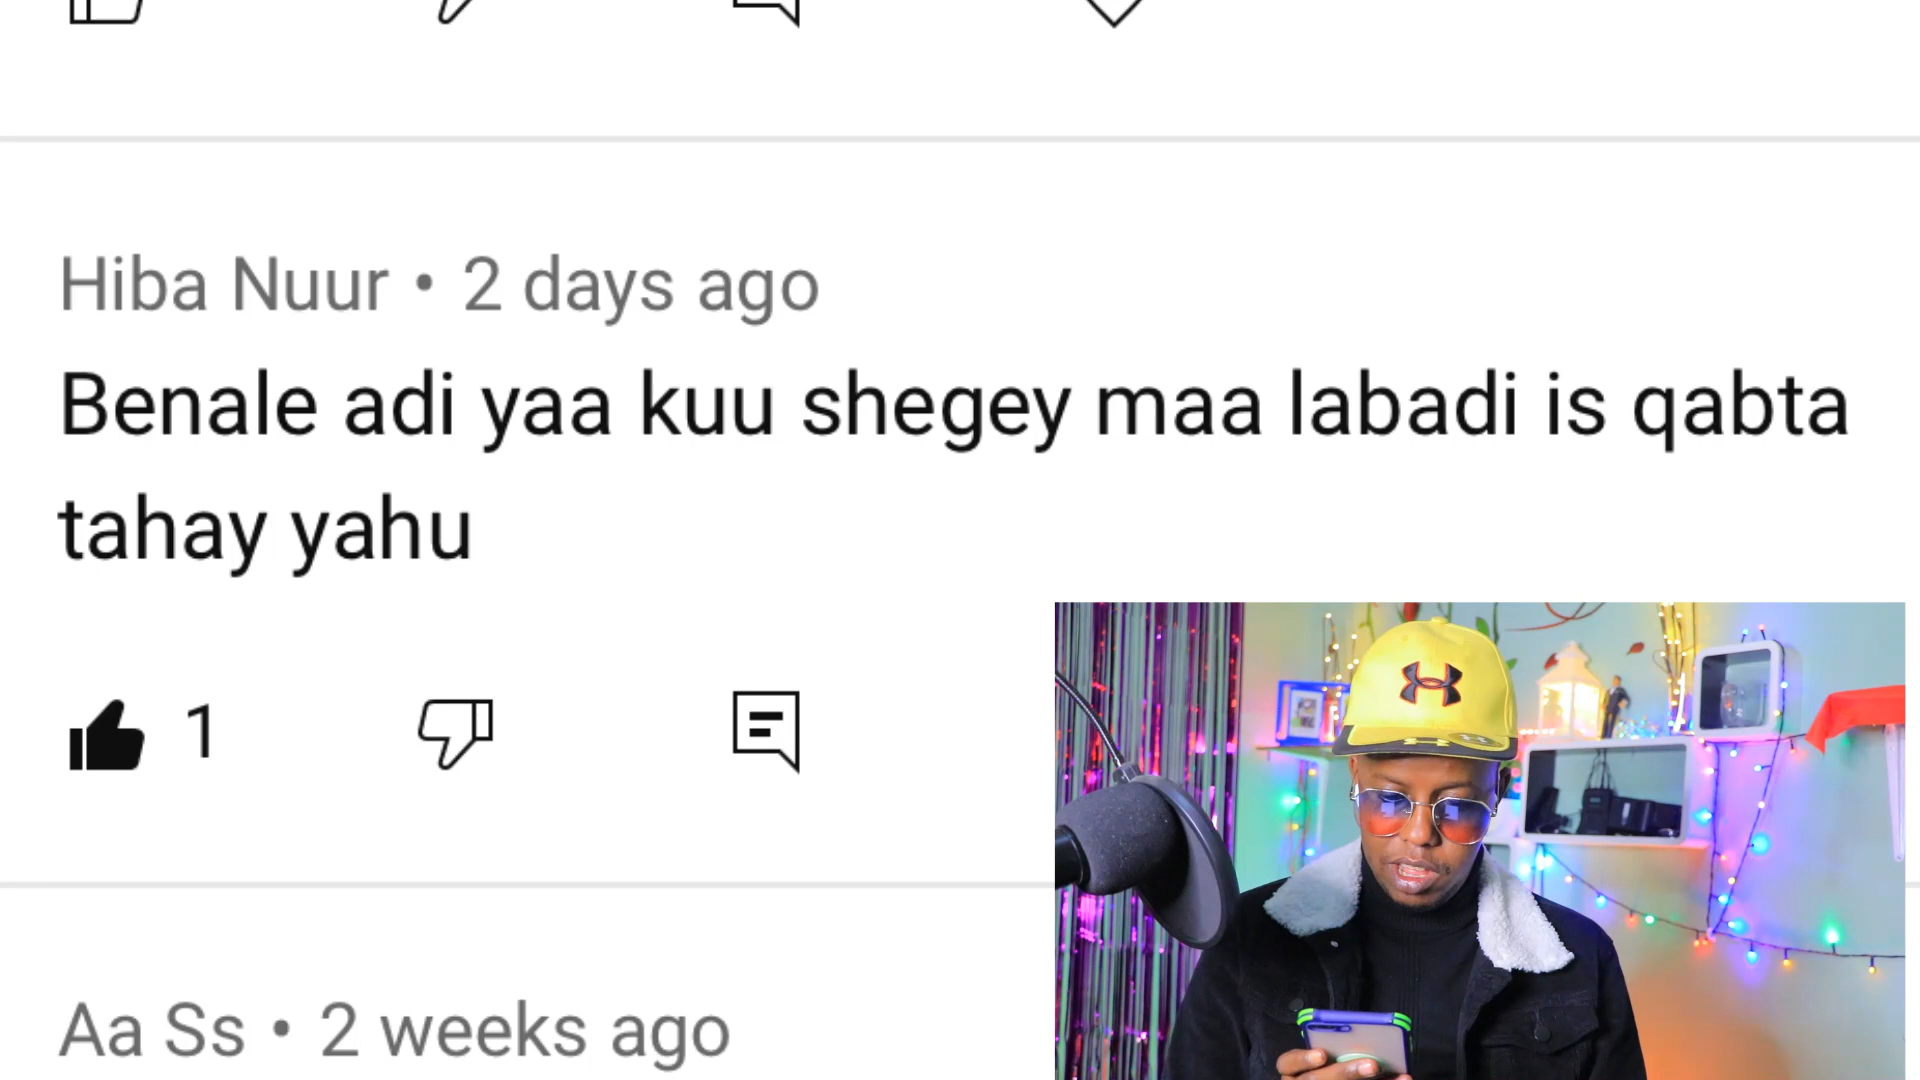 Hiba Nuur • 2 days ago
Benale adi yaa kuu shegey maa labadi is qabta
tahay yahu
1
Aa Ss • 2 weeks ago